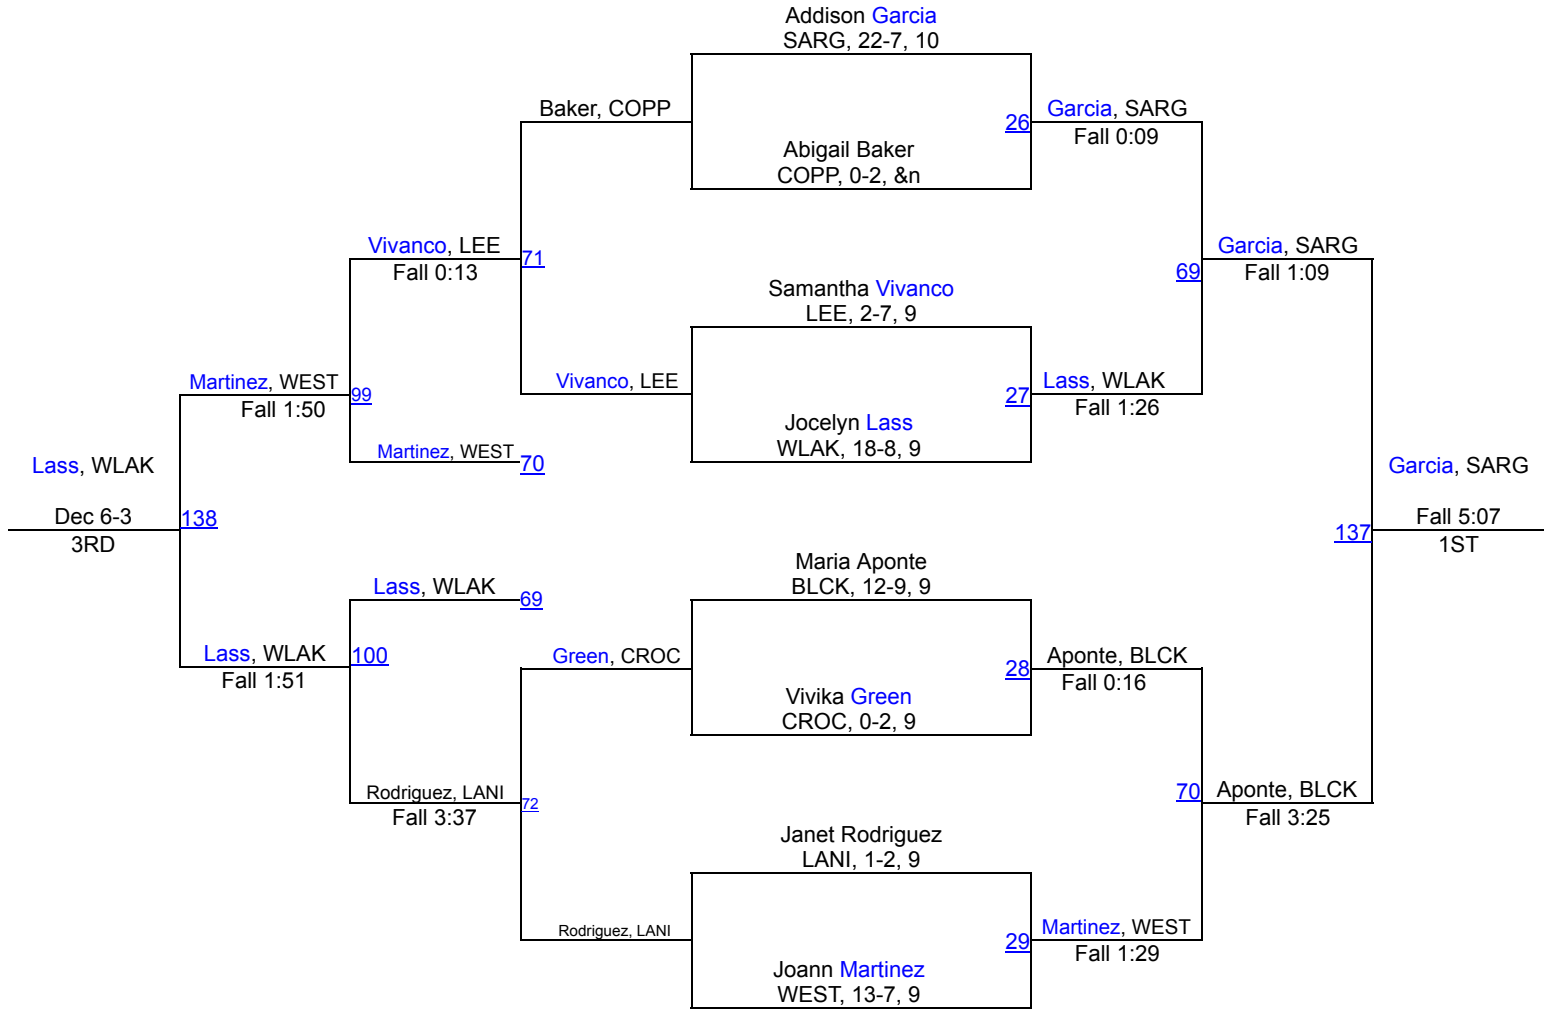 Addison Garcia
SARG, 22-7, 10
Baker, COPP
26
Garcia, SARG
Fall 0:09
Abigail Baker
COPP, 0-2, &n
Vivanco, LEE
Fall 0:13
71
Garcia, SARG
Fall 1:09
69
Samantha Vivanco
LEE, 2-7, 9
Martinez, WEST
Fall 1:50
99
Vivanco, LEE
27
Lass, WLAK
Fall 1:26
Jocelyn Lass
WLAK, 18-8, 9
Martinez, WEST
70
Lass, WLAK
Dec 6-3
3RD
138
Garcia, SARG
Fall 5:07
1ST
137
Maria Aponte
BLCK, 12-9, 9
Lass, WLAK
69
Lass, WLAK
Fall 1:51
100
Green, CROC
28
Aponte, BLCK
Fall 0:16
Vivika Green
CROC, 0-2, 9
Rodriguez, LANI
Fall 3:37
72
70
Aponte, BLCK
Fall 3:25
Janet Rodriguez
LANI, 1-2, 9
Rodriguez, LANI
29
Martinez, WEST
Fall 1:29
Joann Martinez
WEST, 13-7, 9